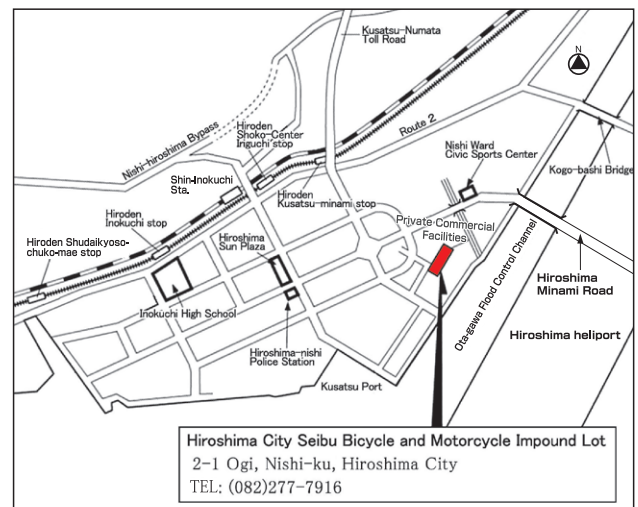 Kusatsu-Numata
Toll Road
N
Nishi-hiroshima Bypass
Hiroden
Shoko-Center
Inguchi stop
Route 2
Nishi Ward
Civic Sports Center
Kogo-bashi Bridge
Shin-Inokuchi
Sta.
Hiroden
Kusatsu-minami stop
Hiroden
Inokuchi stop
Private Commercial
Facilities
Hiroden Shudaikyoso-
chuko-mae stop
Hiroshima
Sun Plaza
Ota-gawa Flood Control Channel
Hiroshima
Minami Road
Inokuchi High School
Hiroshima heliport
Hiroshima-nishi
Police Station
Kusatsu Port
Hiroshima City Seibu Bicycle and Motorcycle Impound Lot
2-1 Ogi, Nishi-ku, Hiroshima City
TEL: (082)277-7916